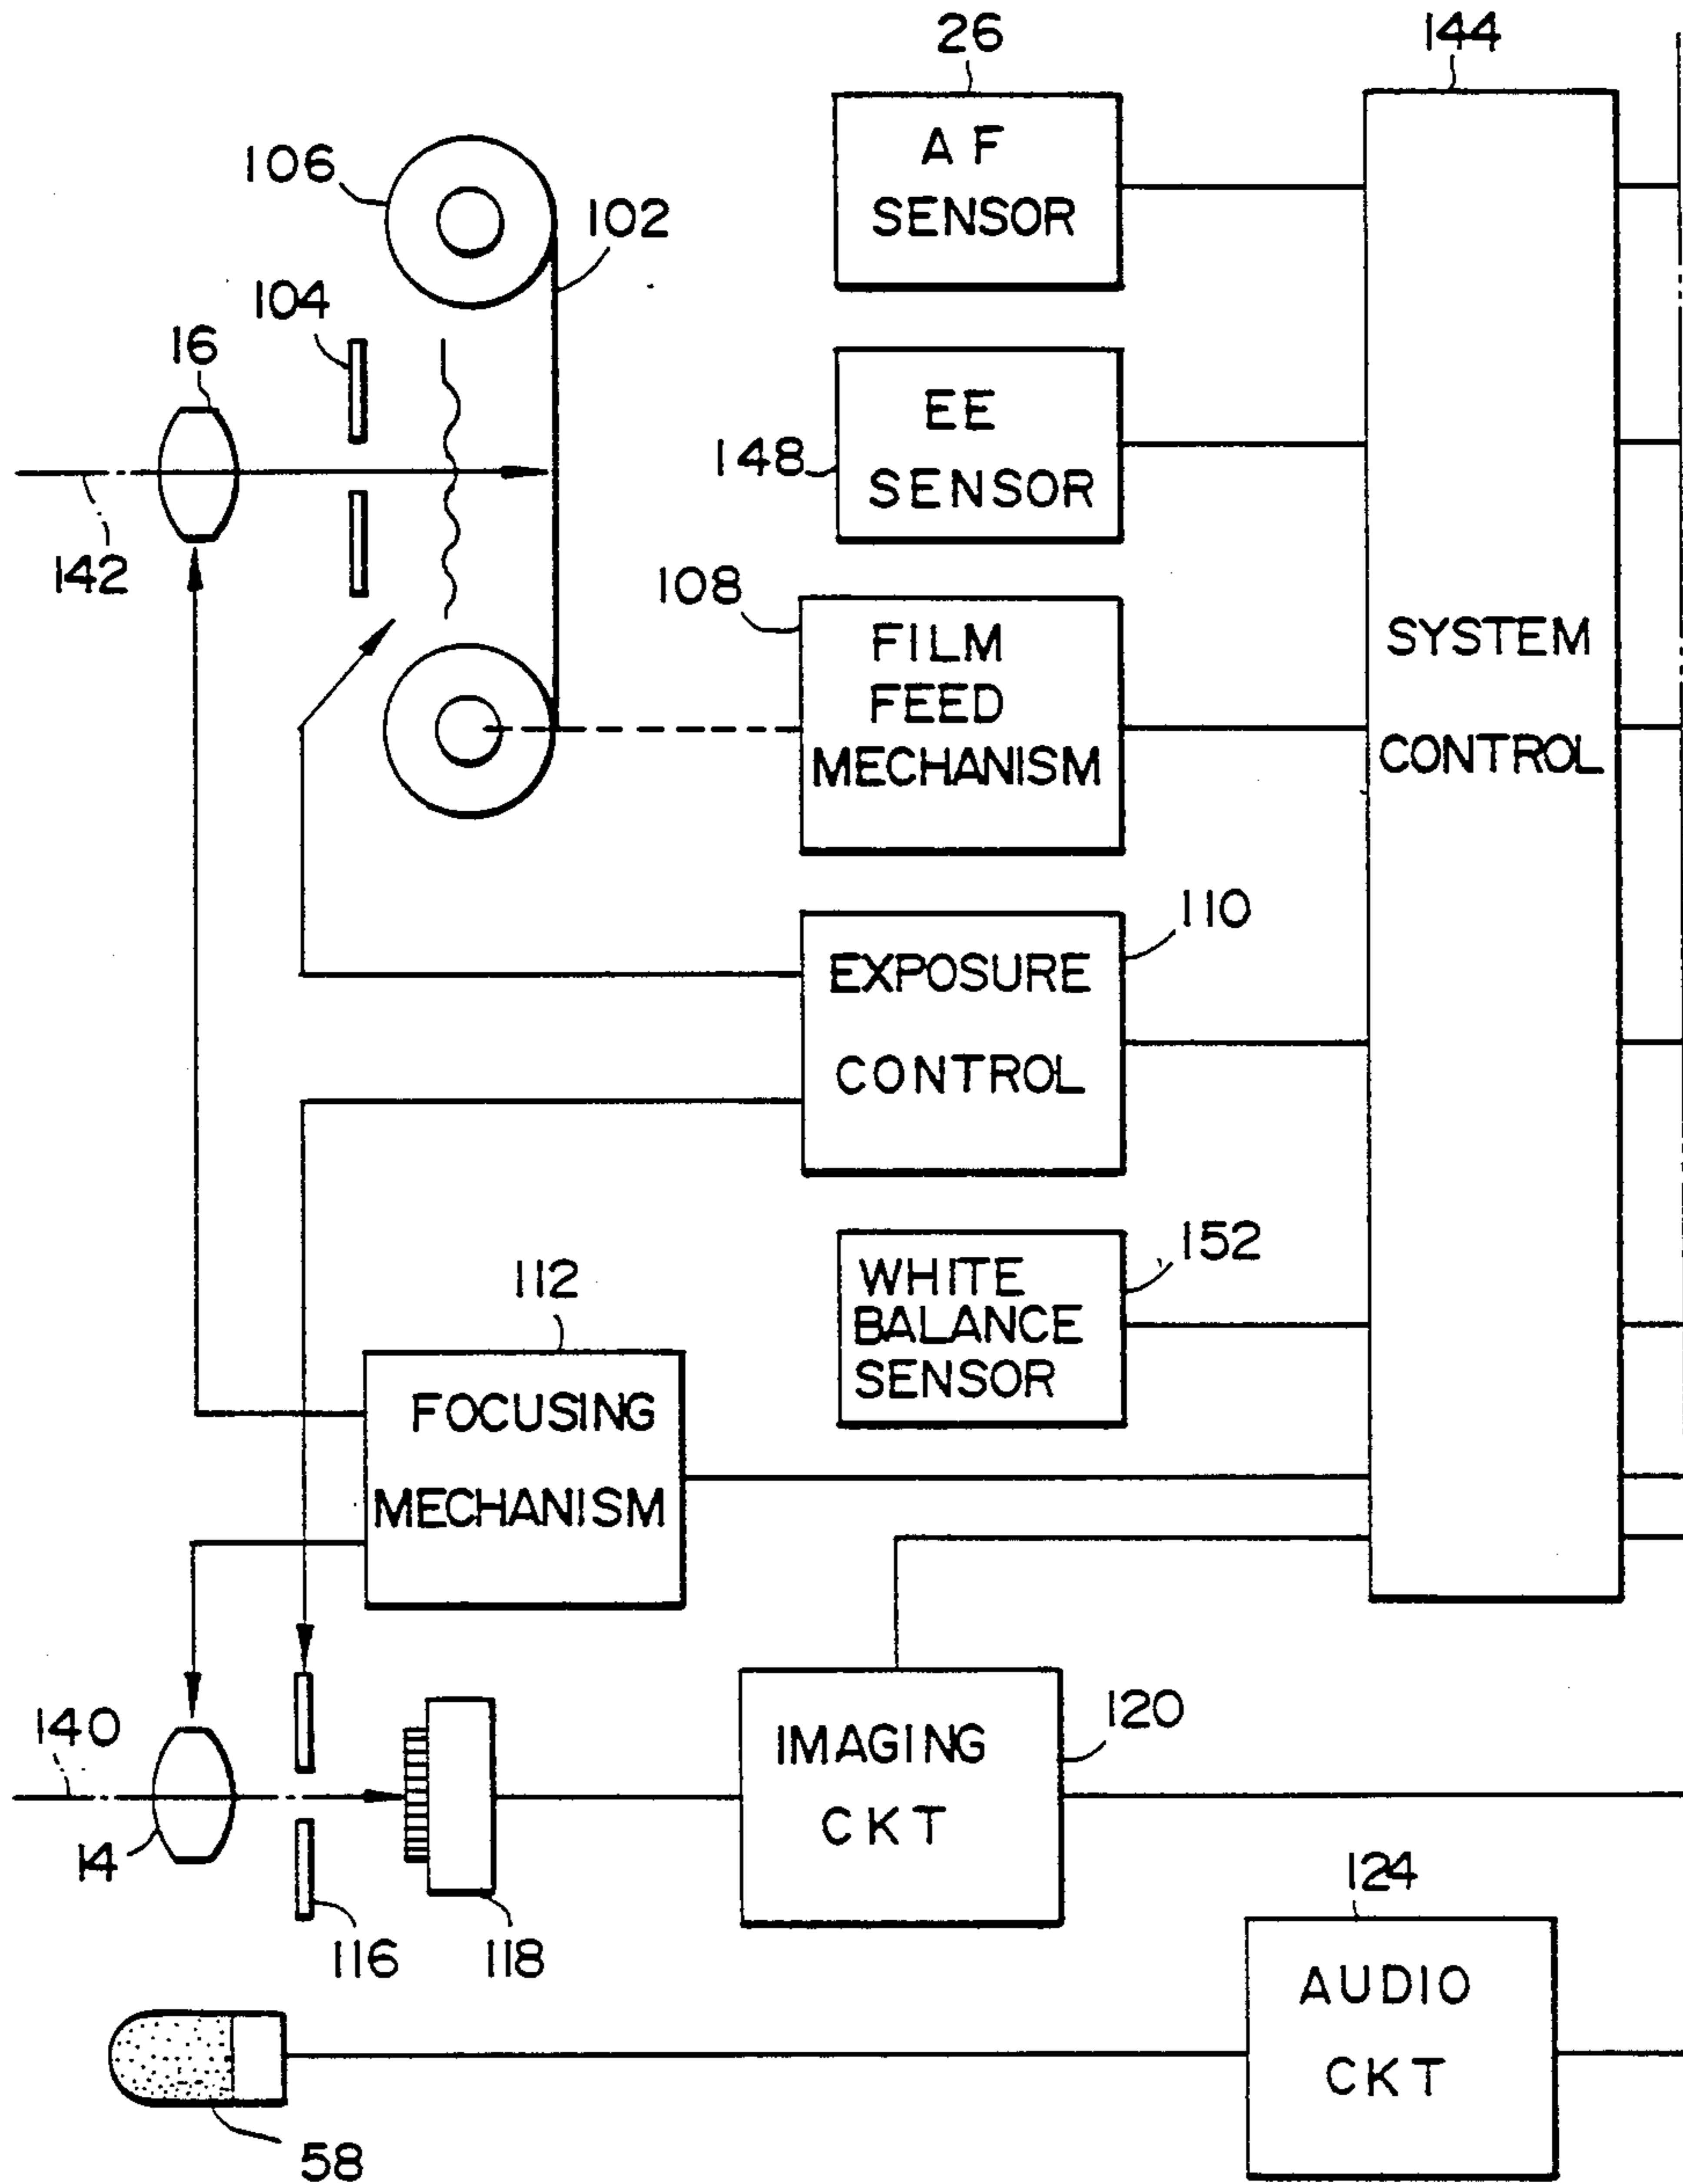 26
144
AF
SENSOR
106
102
104
16
EE
SENSOR
148
142
108
FILM
FEED
MECHANISM
SYSTEM
CONTROL
110
EXPOSURE
CONTROL
152
WHITE
BALANCE
SENSOR
112
FOCUSING
MECHANISM
140
14
116
118
IMAGING
CKT
120
124
AUDIO
CKT
58